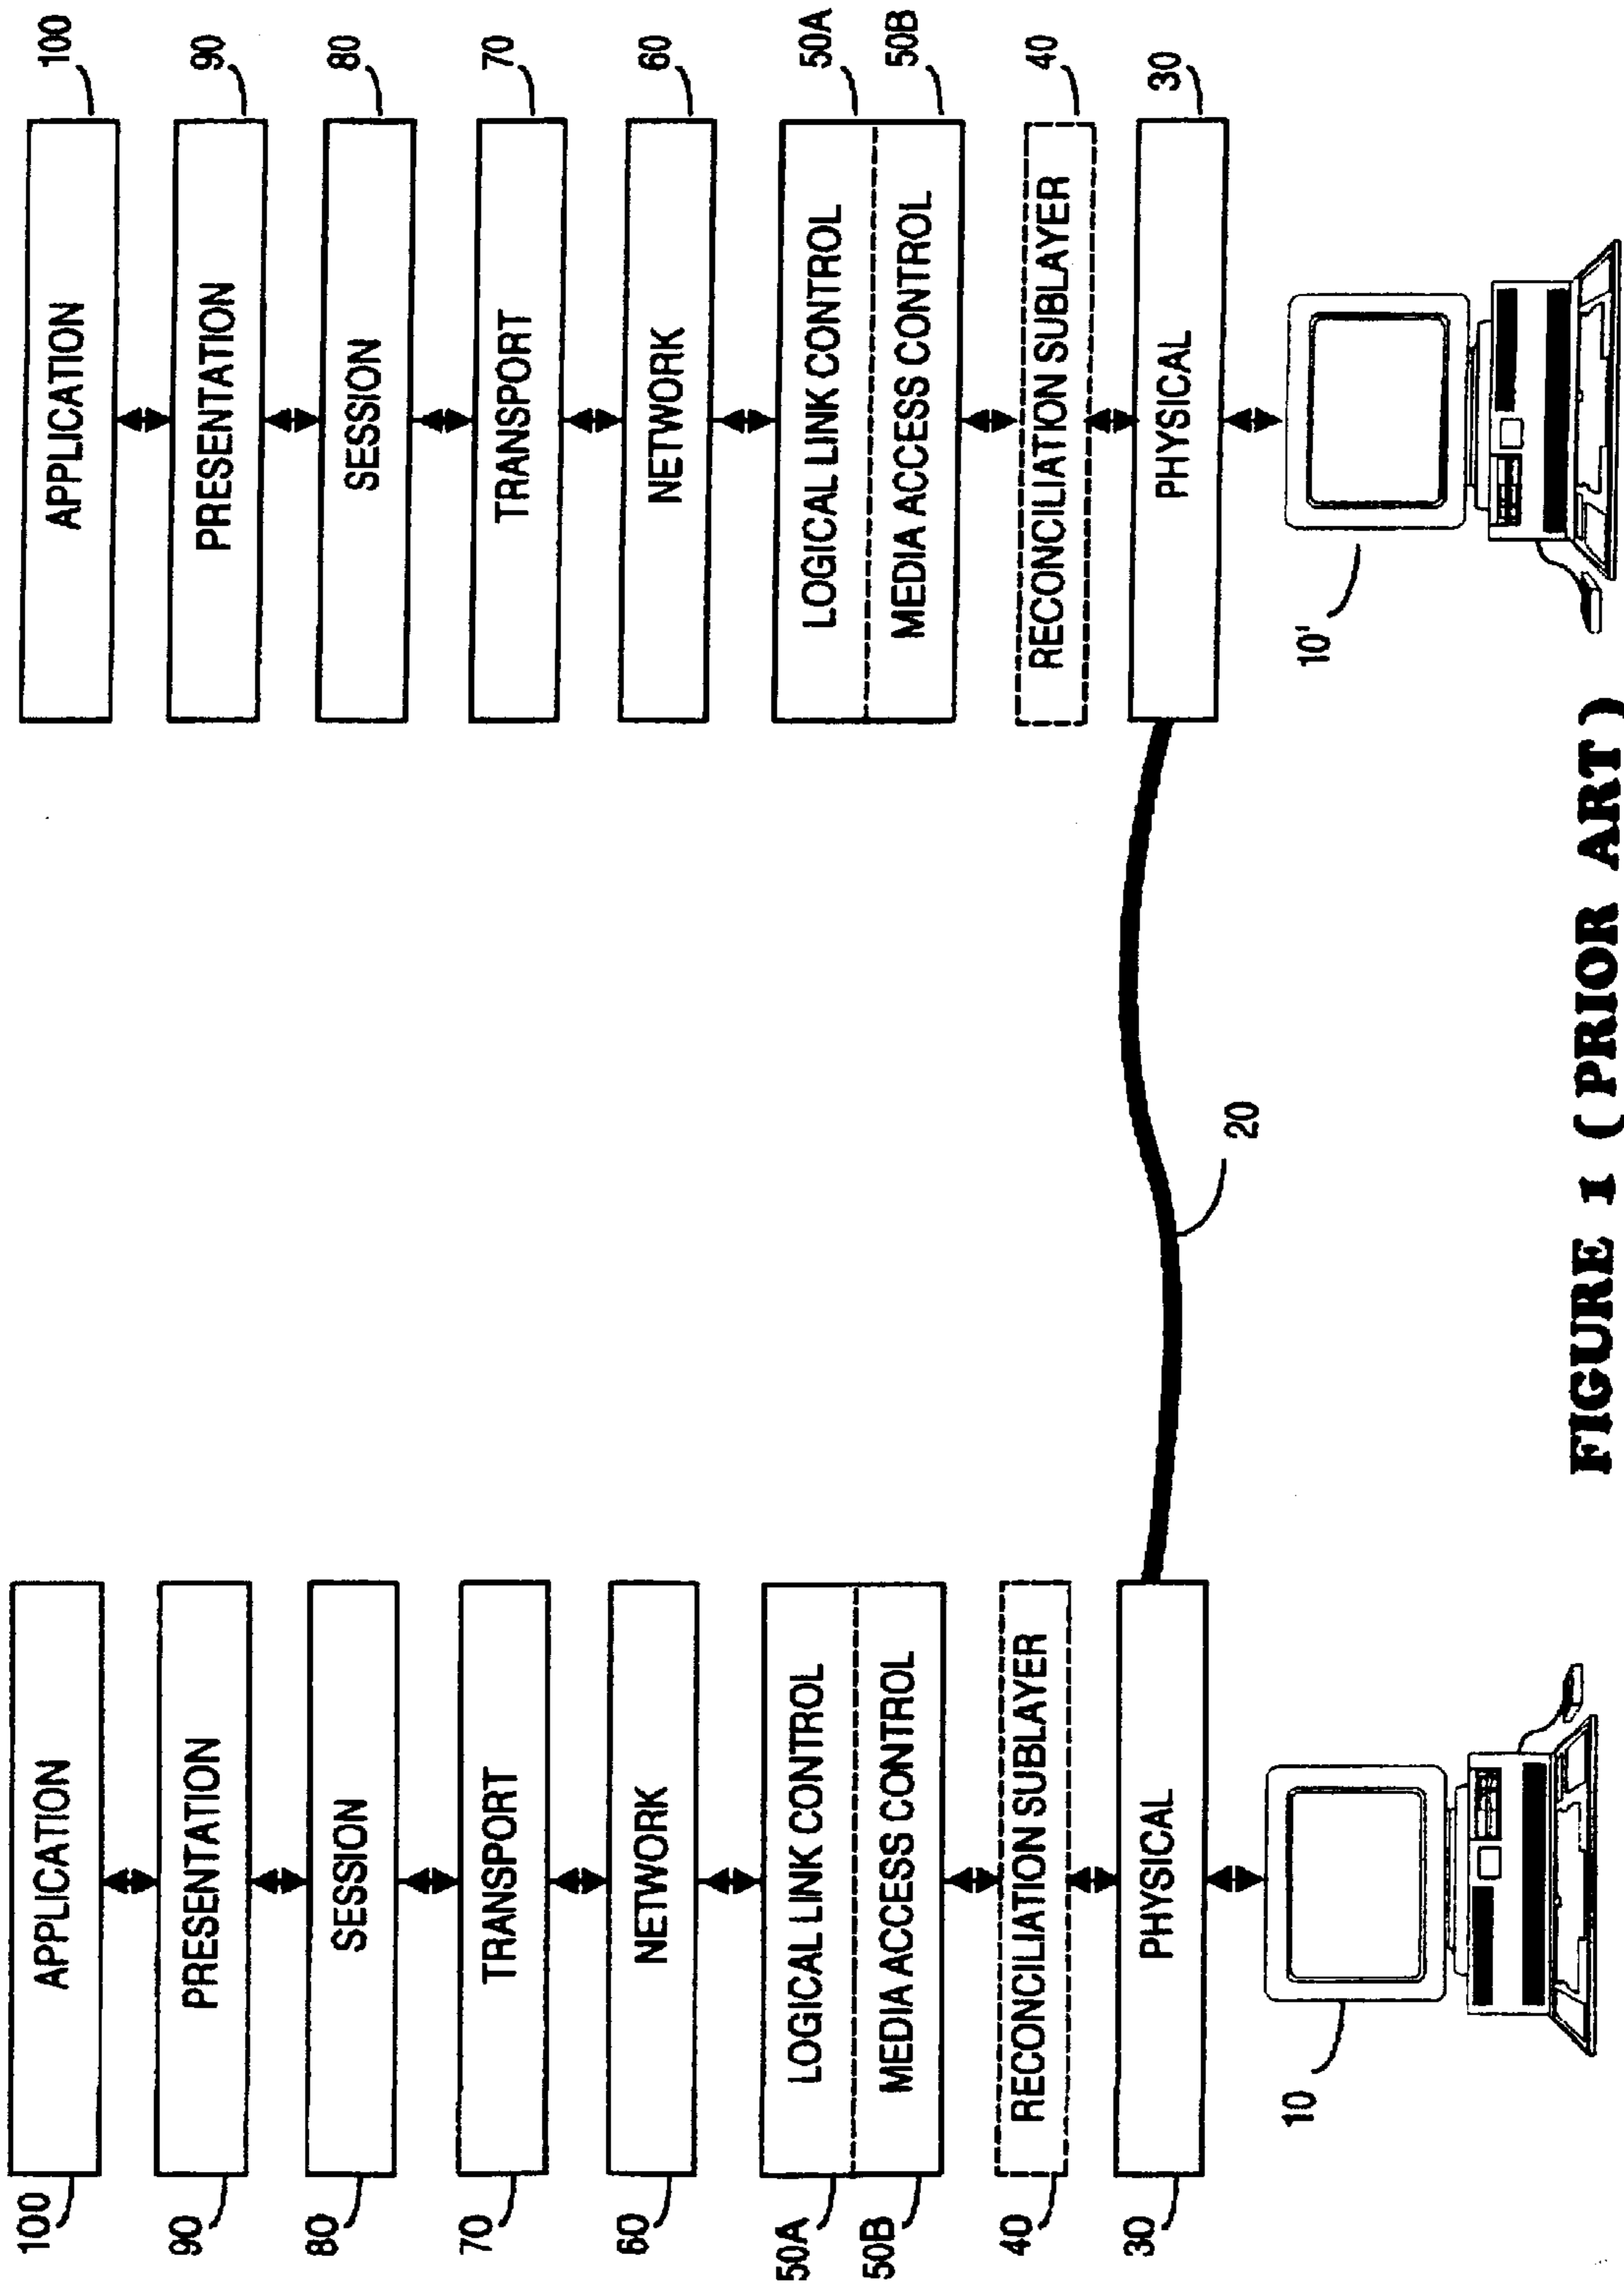 100
APPLICATION
90
PRESENTATION
80
SESSION
70
TRANSPORT
60
NETWORK
50A
LOGICAL LINK CONTROL
50B
MEDIA ACCESS CONTROL
40
RECONCILIATION SUBLAYER
30
PHYSICAL
10
20
APPLICATION
100
PRESENTATION
90
SESSION
80
TRANSPORT
70
NETWORK
60
LOGICAL LINK CONTROL
50A
MEDIA ACCESS CONTROL
50B
RECONCILIATION SUBLAYER
40
PHYSICAL
30
10'
FIGURE 1 (PRIOR ART)